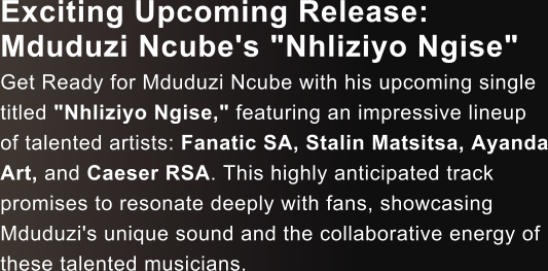 Exciting Upcoming Release:
Mduduzi Ncube's "Nhliziyo Ngise"
Get Ready for Mduduzi Ncube with his upcoming single
titled "Nhliziyo Ngise," featuring an impressive lineup
of talented artists: Fanatic SA, Stalin Matsitsa, Ayanda
Art, and Caeser RSA. This highly anticipated track
promises to resonate deeply with fans, showcasing
Mduduzi's unique sound and the collaborative energy of
these talented musicians.